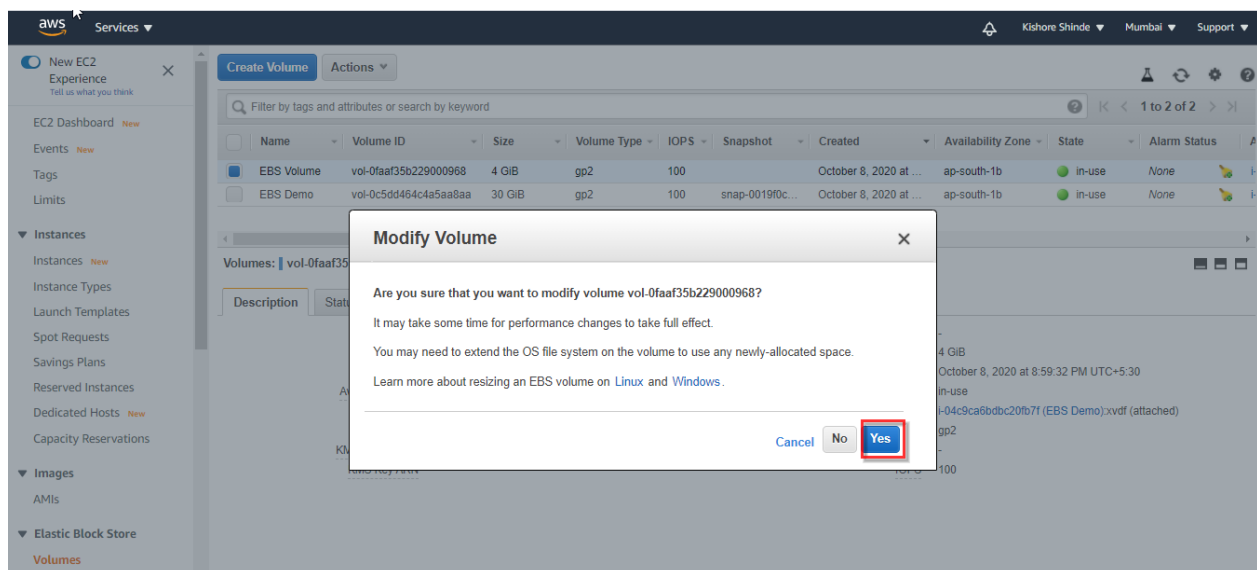 aws Services Kishore Shinde Mumbai Support
New EC2
Experience
Tell us what you think
EC2 Dashboard New
Events New
Tags
Limits
Instances
Instances New
Instance Types
Launch Templates
Spot Requests
Savings Plans
Reserved Instances
Dedicated Hosts New
Capacity Reservations
Images
AMIs
Elastic Block Store
Volumes
Create Volume Actions
Filter by tags and attributes or search by keyword 1 to 2 of 2
Name Volume ID Size Volume Type IOPS Snapshot Created Availability Zone State Alarm Status
EBS Volume vol-0faaf35b229000968 4 GiB gp2 100 October 8, 2020 at ... ap-south-1b in-use None
EBS Demo vol-0c5dd464c4a5aa8aa 30 GiB gp2 100 snap-0019f0c... October 8, 2020 at ... ap-south-1b in-use None
Volumes: vol-0faaf35
Description
Modify Volume
Are you sure that you want to modify volume vol-0faaf35b229000968?
It may take some time for performance changes to take full effect.
You may need to extend the OS file system on the volume to use any newly-allocated space.
Learn more about resizing an EBS volume on Linux and Windows.
Cancel No Yes
-
4 GiB
October 8, 2020 at 8:59:32 PM UTC+5:30
in-use
i-04c9ca6bdbc20fb7f (EBS Demo):xvdf (attached)
gp2
-
100